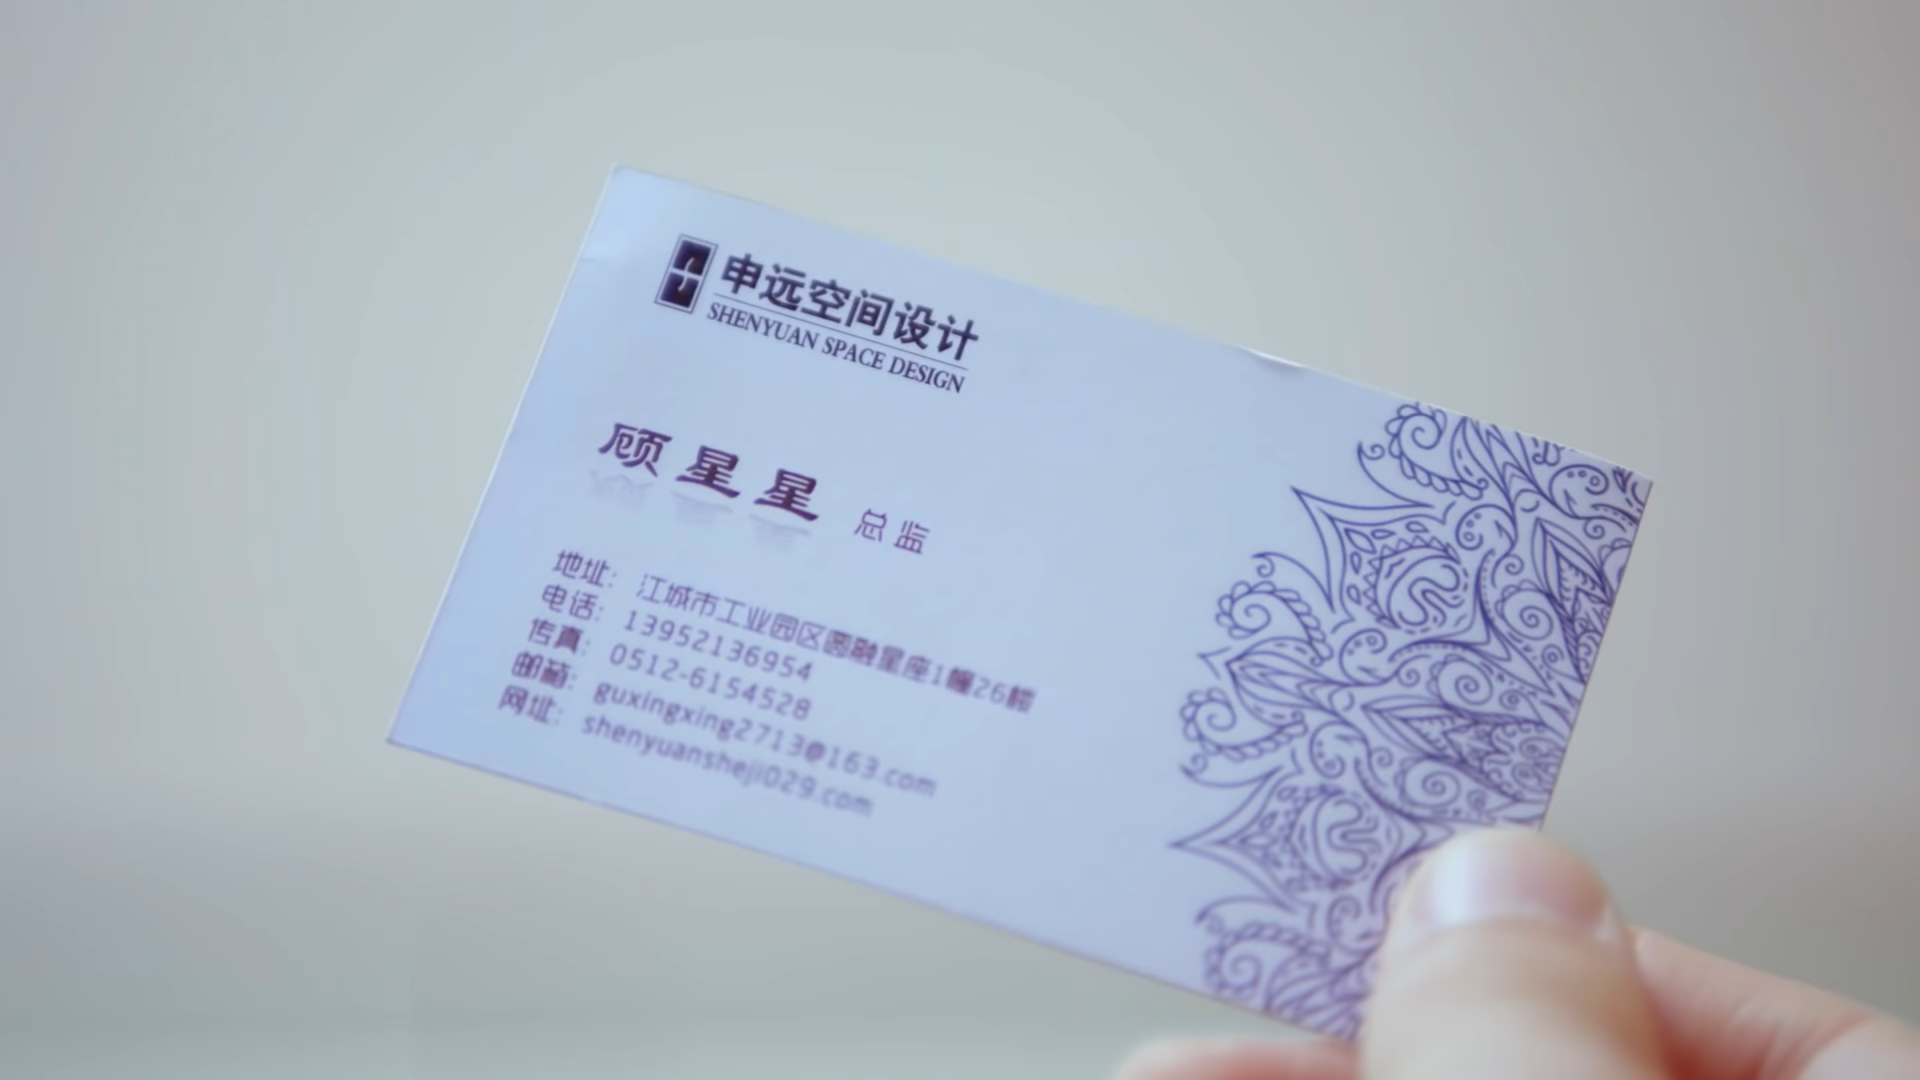 申远空间设计
SHENYUAN SPACE DESIGN
顾星星 总监
地址: 江城市工业园区圆融星座1幢26楼
电话: 13952136954
传真: 0512-6154528
邮箱: guxingxing2713@163.com
网址: shenyuansheji029.com